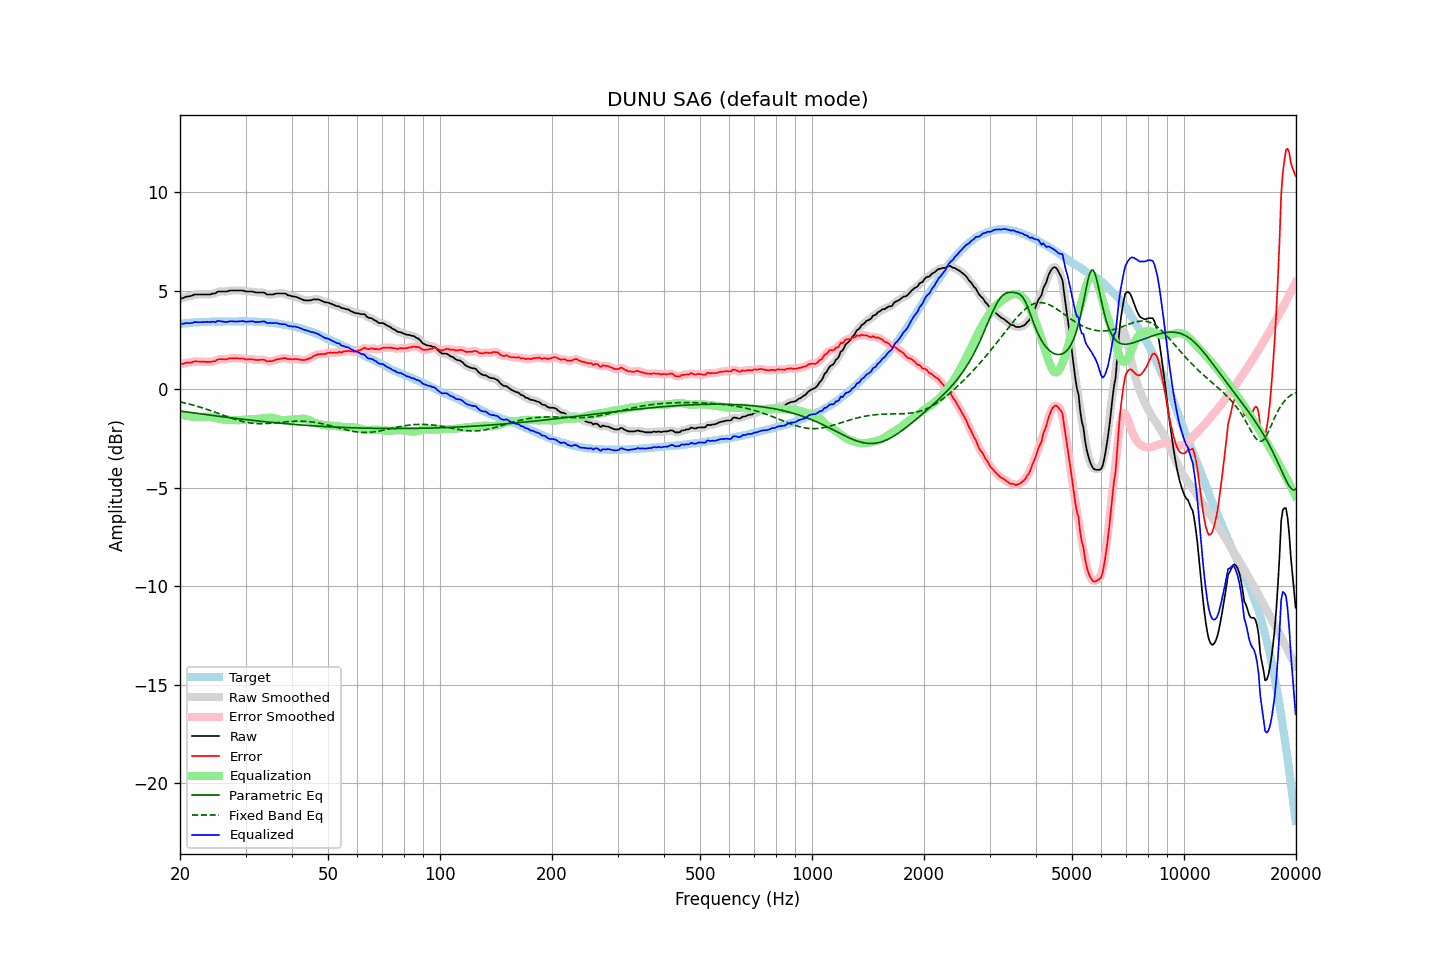 DUNU SA6 (default mode)
Amplitude (dBr)
10
5
0
−5
−10
−15
−20
Target
Raw Smoothed
Error Smoothed
Raw
Error
Equalization
Parametric Eq
Fixed Band Eq
Equalized
20 50 100 200 500 1000 2000 5000 10000 20000
Frequency (Hz)